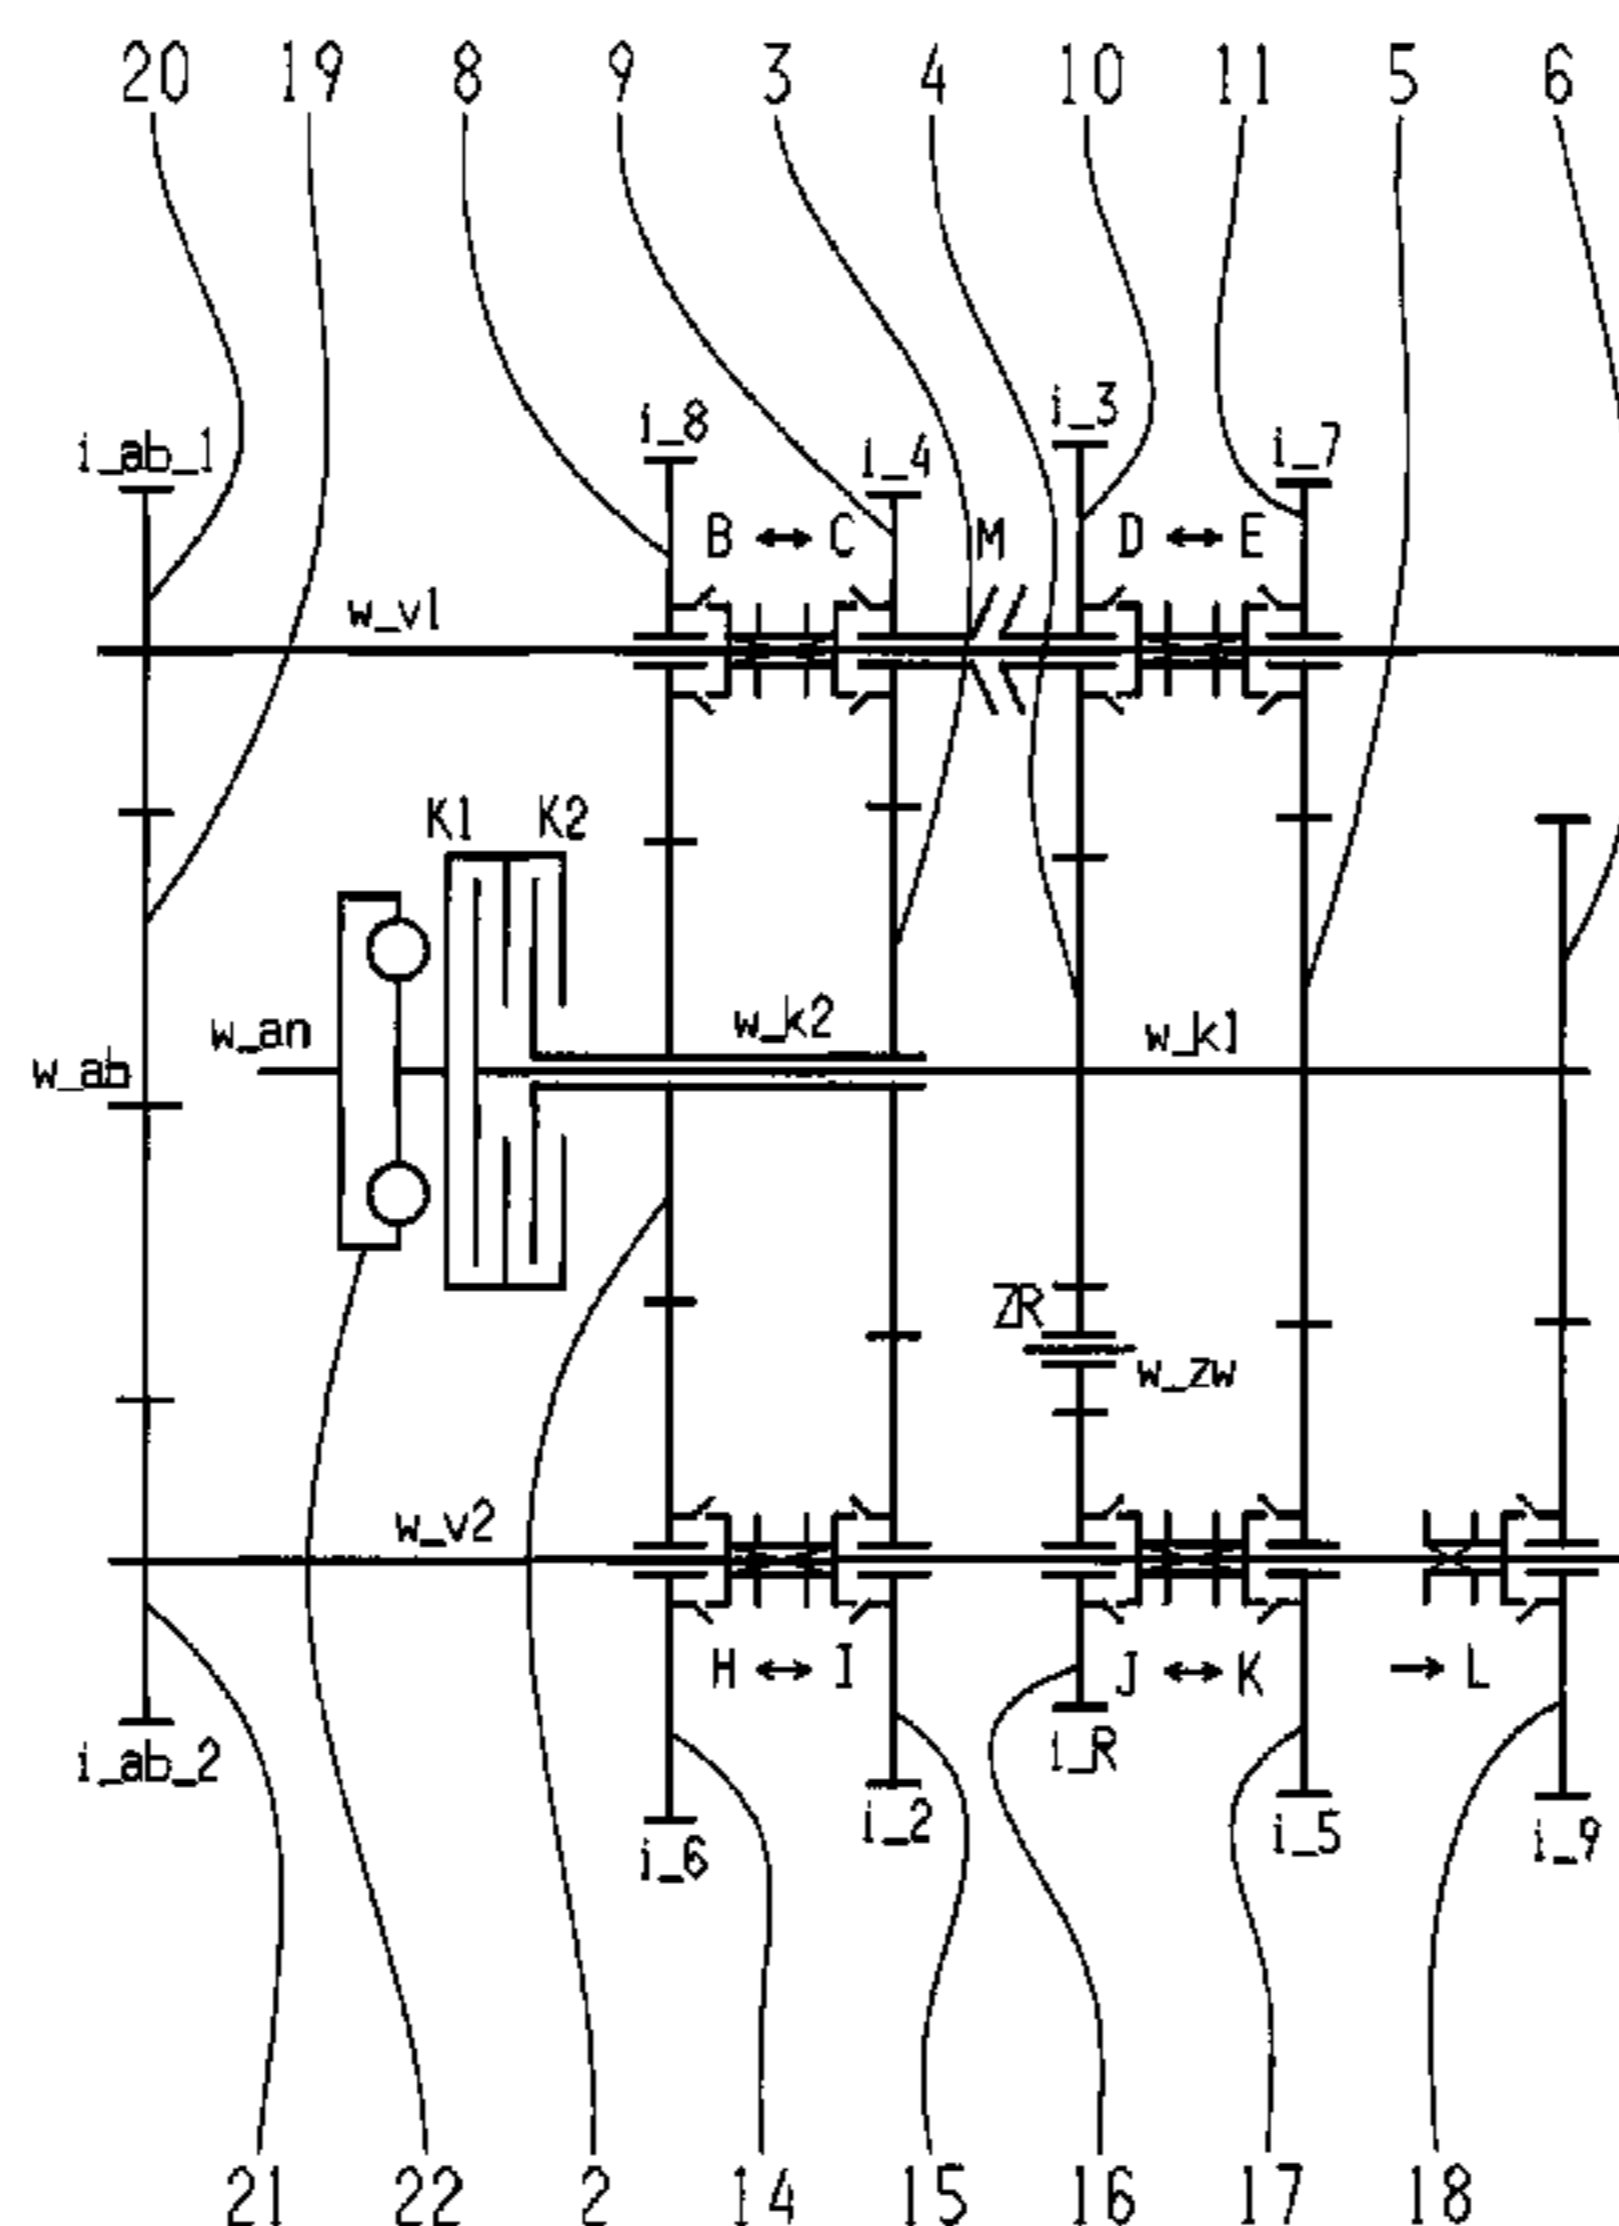 20 19 8 9 3 4 10 11 5 6
i_3
i_8
i_ab_1 i_4 i_7
B ↔ C M D ↔ E
w_v1
K1 K2
w_k2
w_an w_k1
w_ab
ZR
w_zw
w_v2
H ↔ I J ↔ K → L
i_R
i_ab_2
i_2 i_5 i_9
i_6
21 22 2 14 15 16 17 18